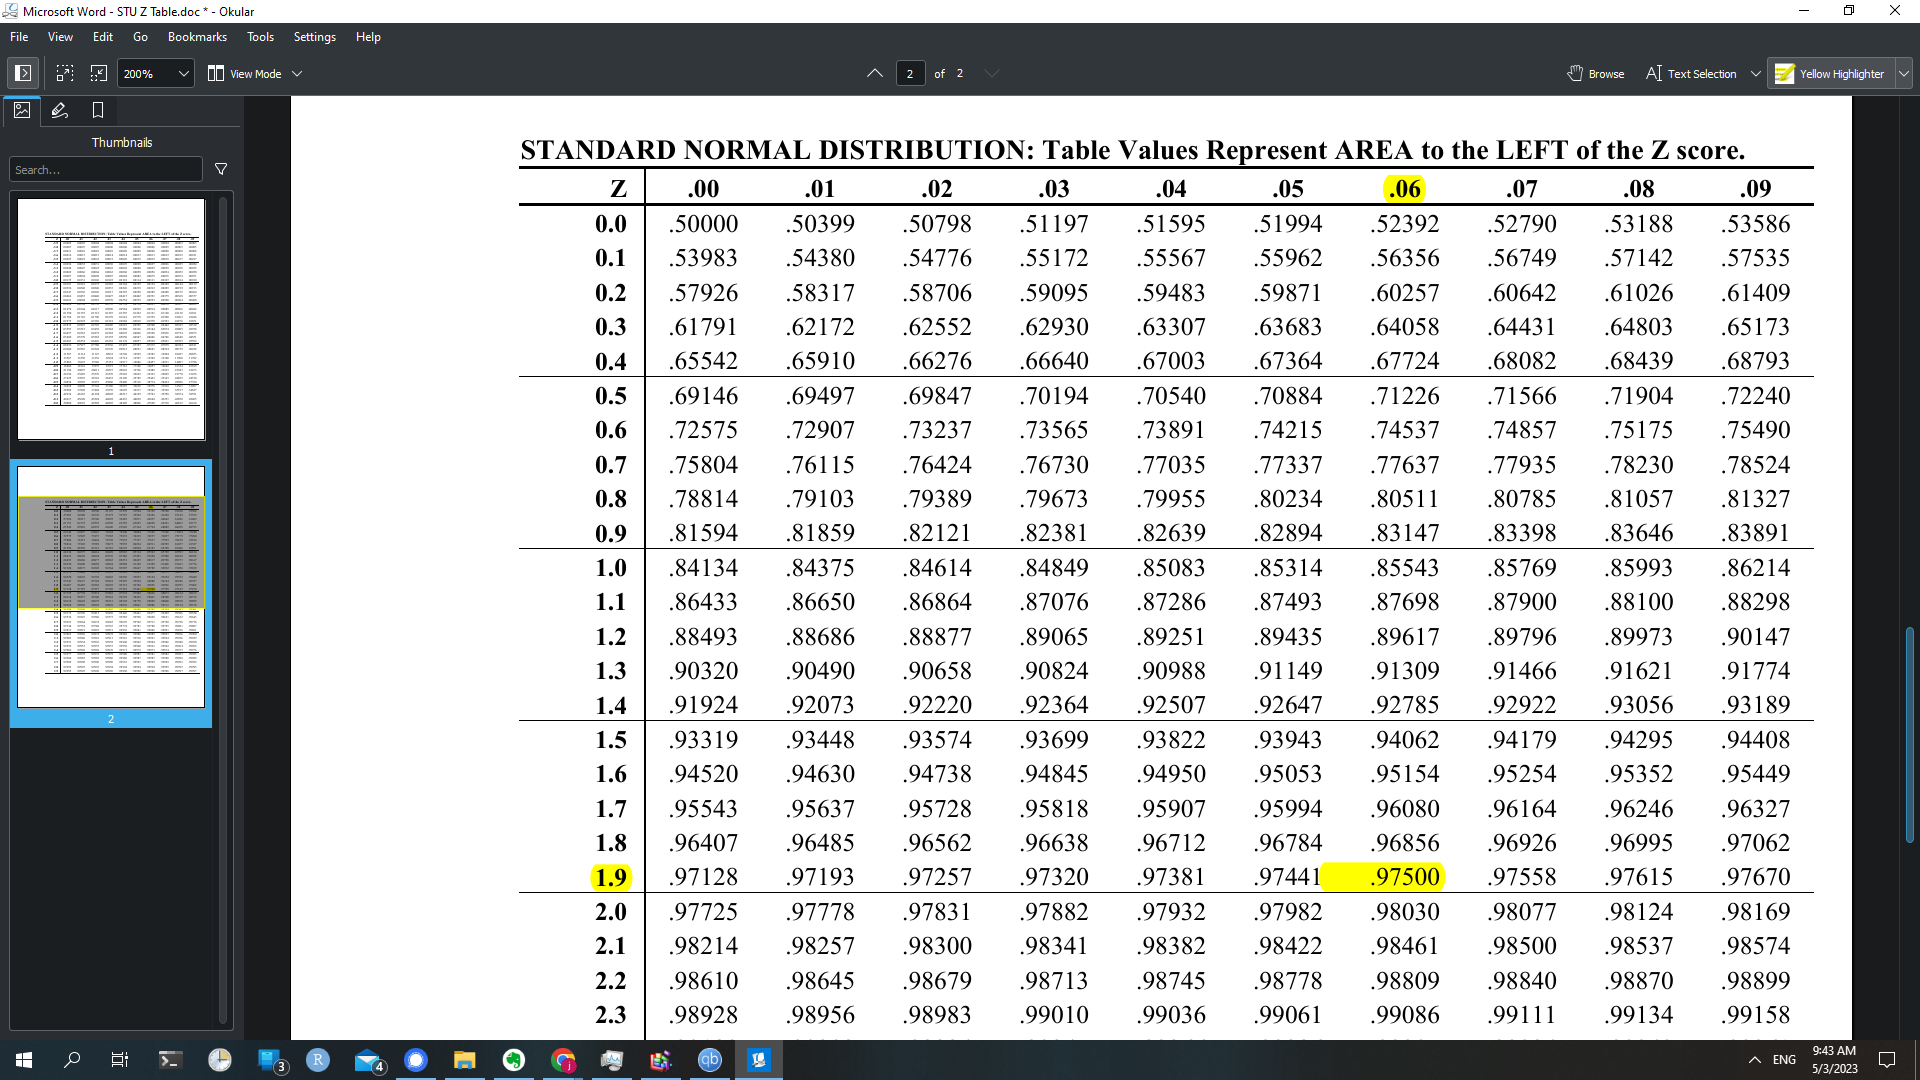 Microsoft Word - STU Z Table.doc * - Okular
File View Edit Go Bookmarks Tools Settings Help
200% View Mode 2 of 2 Browse Text Selection Yellow Highlighter
Thumbnails
Search...
1
2
STANDARD NORMAL DISTRIBUTION: Table Values Represent AREA to the LEFT of the Z score.
Z .00 .01 .02 .03 .04 .05 .06 .07 .08 .09
0.0 .50000 .50399 .50798 .51197 .51595 .51994 .52392 .52790 .53188 .53586
0.1 .53983 .54380 .54776 .55172 .55567 .55962 .56356 .56749 .57142 .57535
0.2 .57926 .58317 .58706 .59095 .59483 .59871 .60257 .60642 .61026 .61409
0.3 .61791 .62172 .62552 .62930 .63307 .63683 .64058 .64431 .64803 .65173
0.4 .65542 .65910 .66276 .66640 .67003 .67364 .67724 .68082 .68439 .68793
0.5 .69146 .69497 .69847 .70194 .70540 .70884 .71226 .71566 .71904 .72240
0.6 .72575 .72907 .73237 .73565 .73891 .74215 .74537 .74857 .75175 .75490
0.7 .75804 .76115 .76424 .76730 .77035 .77337 .77637 .77935 .78230 .78524
0.8 .78814 .79103 .79389 .79673 .79955 .80234 .80511 .80785 .81057 .81327
0.9 .81594 .81859 .82121 .82381 .82639 .82894 .83147 .83398 .83646 .83891
1.0 .84134 .84375 .84614 .84849 .85083 .85314 .85543 .85769 .85993 .86214
1.1 .86433 .86650 .86864 .87076 .87286 .87493 .87698 .87900 .88100 .88298
1.2 .88493 .88686 .88877 .89065 .89251 .89435 .89617 .89796 .89973 .90147
1.3 .90320 .90490 .90658 .90824 .90988 .91149 .91309 .91466 .91621 .91774
1.4 .91924 .92073 .92220 .92364 .92507 .92647 .92785 .92922 .93056 .93189
1.5 .93319 .93448 .93574 .93699 .93822 .93943 .94062 .94179 .94295 .94408
1.6 .94520 .94630 .94738 .94845 .94950 .95053 .95154 .95254 .95352 .95449
1.7 .95543 .95637 .95728 .95818 .95907 .95994 .96080 .96164 .96246 .96327
1.8 .96407 .96485 .96562 .96638 .96712 .96784 .96856 .96926 .96995 .97062
1.9 .97128 .97193 .97257 .97320 .97381 .97441 .97500 .97558 .97615 .97670
2.0 .97725 .97778 .97831 .97882 .97932 .97982 .98030 .98077 .98124 .98169
2.1 .98214 .98257 .98300 .98341 .98382 .98422 .98461 .98500 .98537 .98574
2.2 .98610 .98645 .98679 .98713 .98745 .98778 .98809 .98840 .98870 .98899
2.3 .98928 .98956 .98983 .99010 .99036 .99061 .99086 .99111 .99134 .99158
3 R 4 j qb ENG 9:43 AM
5/3/2023